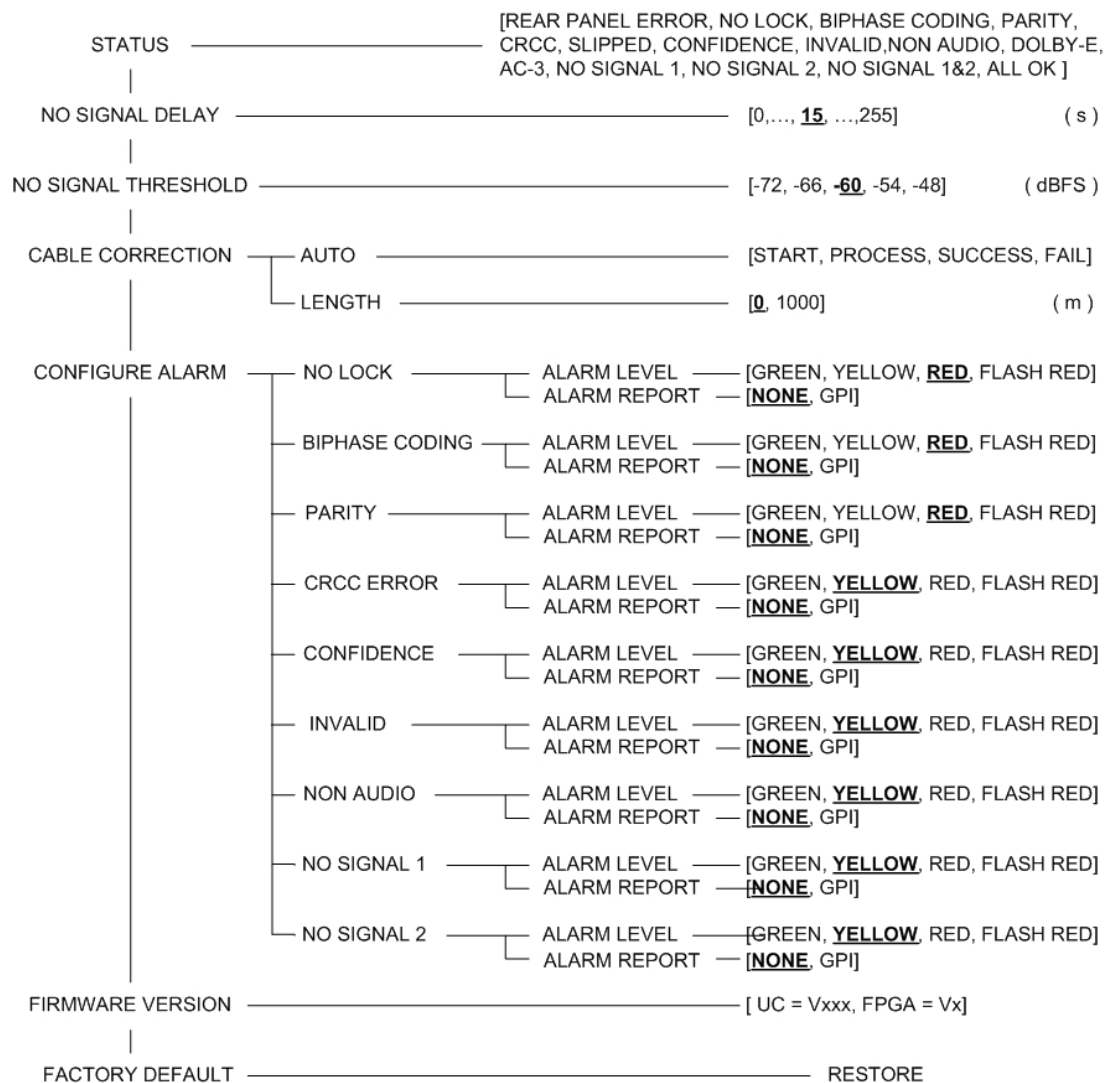 [REAR PANEL ERROR, NO LOCK, BIPHASE CODING, PARITY,
STATUS CRCC, SLIPPED, CONFIDENCE, INVALID,NON AUDIO, DOLBY-E,
AC-3, NO SIGNAL 1, NO SIGNAL 2, NO SIGNAL 1&2, ALL OK ]
NO SIGNAL DELAY [0,..., 15, ...,255] ( s )
NO SIGNAL THRESHOLD [-72, -66, -60, -54, -48] ( dBFS )
CABLE CORRECTION AUTO [START, PROCESS, SUCCESS, FAIL]
LENGTH [0, 1000] ( m )
CONFIGURE ALARM NO LOCK ALARM LEVEL [GREEN, YELLOW, RED, FLASH RED]
ALARM REPORT [NONE, GPI]
BIPHASE CODING ALARM LEVEL [GREEN, YELLOW, RED, FLASH RED]
ALARM REPORT [NONE, GPI]
PARITY ALARM LEVEL [GREEN, YELLOW, RED, FLASH RED]
ALARM REPORT [NONE, GPI]
CRCC ERROR ALARM LEVEL [GREEN, YELLOW, RED, FLASH RED]
ALARM REPORT [NONE, GPI]
CONFIDENCE ALARM LEVEL [GREEN, YELLOW, RED, FLASH RED]
ALARM REPORT [NONE, GPI]
INVALID ALARM LEVEL [GREEN, YELLOW, RED, FLASH RED]
ALARM REPORT [NONE, GPI]
NON AUDIO ALARM LEVEL [GREEN, YELLOW, RED, FLASH RED]
ALARM REPORT [NONE, GPI]
NO SIGNAL 1 ALARM LEVEL [GREEN, YELLOW, RED, FLASH RED]
ALARM REPORT [NONE, GPI]
NO SIGNAL 2 ALARM LEVEL [GREEN, YELLOW, RED, FLASH RED]
ALARM REPORT [NONE, GPI]
FIRMWARE VERSION [ UC = Vxxx, FPGA = Vx]
FACTORY DEFAULT RESTORE